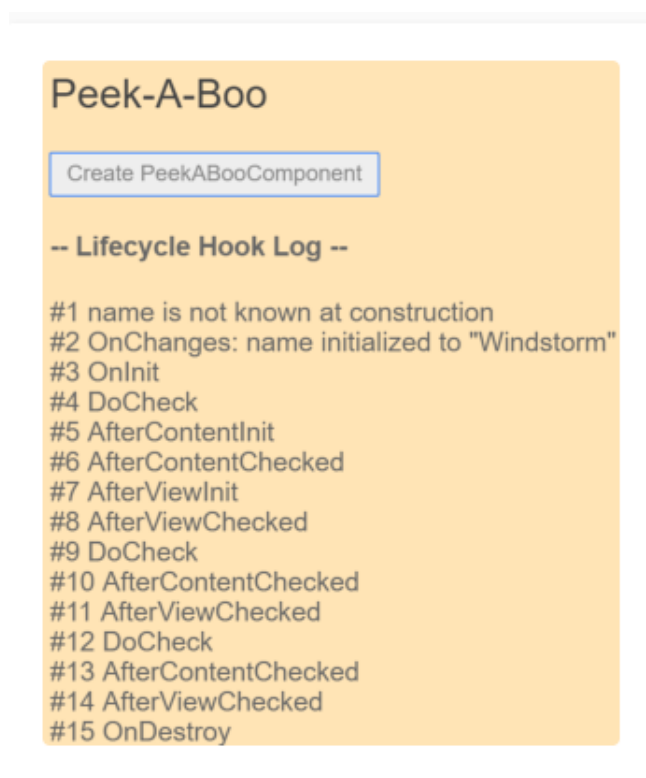 Peek-A-Boo
Create PeekABooComponent
-- Lifecycle Hook Log --
#1 name is not known at construction
#2 OnChanges: name initialized to "Windstorm"
#3 OnInit
#4 DoCheck
#5 AfterContentInit
#6 AfterContentChecked
#7 AfterViewInit
#8 AfterViewChecked
#9 DoCheck
#10 AfterContentChecked
#11 AfterViewChecked
#12 DoCheck
#13 AfterContentChecked
#14 AfterViewChecked
#15 OnDestroy